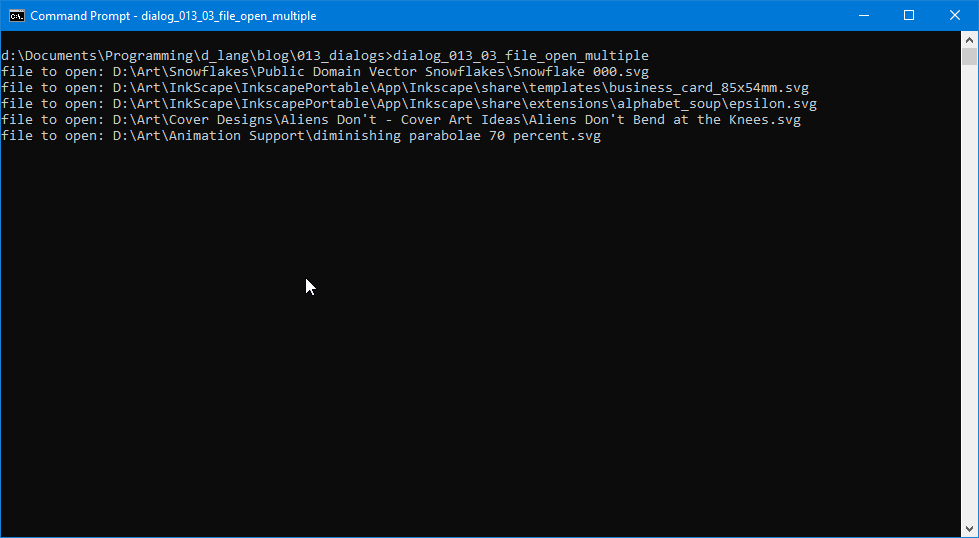 Command Prompt - dialog_013_03_file_open_multiple
d:\Documents\Programming\d_lang\blog\013_dialogs>dialog_013_03_file_open_multiple
file to open: D:\Art\Snowflakes\Public Domain Vector Snowflakes\Snowflake 000.svg
file to open: D:\Art\InkScape\InkscapePortable\App\Inkscape\share\templates\business_card_85x54mm.svg
file to open: D:\Art\InkScape\InkscapePortable\App\Inkscape\share\extensions\alphabet_soup\epsilon.svg
file to open: D:\Art\Cover Designs\Aliens Don't - Cover Art Ideas\Aliens Don't Bend at the Knees.svg
file to open: D:\Art\Animation Support\diminishing parabolae 70 percent.svg